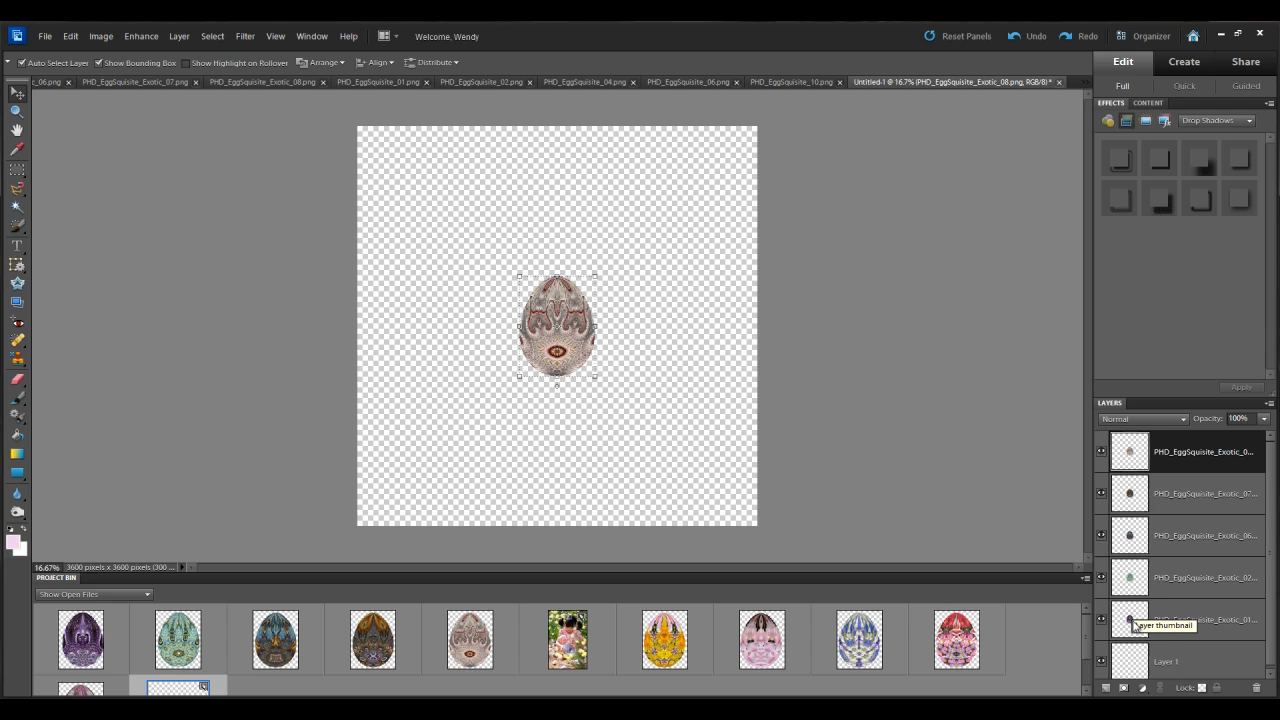 File Edit Image Enhance Layer Select Filter View Window Help Welcome, Wendy Reset Panels Undo Redo Organizer
Auto Select Layer Show Bounding Box Show Highlight on Rollover Arrange Align Distribute
Edit Create Share
c_06.png × PHD_EggSquisite_Exotic_07.png × PHD_EggSquisite_Exotic_08.png × PHD_EggSquisite_01.png × PHD_EggSquisite_02.png × PHD_EggSquisite_04.png × PHD_EggSquisite_06.png × PHD_EggSquisite_10.png × Untitled-1 @ 16.7% (PHD_EggSquisite_Exotic_08.png, RGB/8) * ×
Full Quick Guided
EFFECTS CONTENT
Drop Shadows
Apply
LAYERS
Normal Opacity: 100%
PHD_EggSquisite_Exotic_0...
PHD_EggSquisite_Exotic_07...
PHD_EggSquisite_Exotic_06...
PHD_EggSquisite_Exotic_02...
PHD_EggSquisite_Exotic_01...
ayer thumbnail
Layer 1
Lock:
16.67% 3600 pixels x 3600 pixels (300 ...
PROJECT BIN
Show Open Files